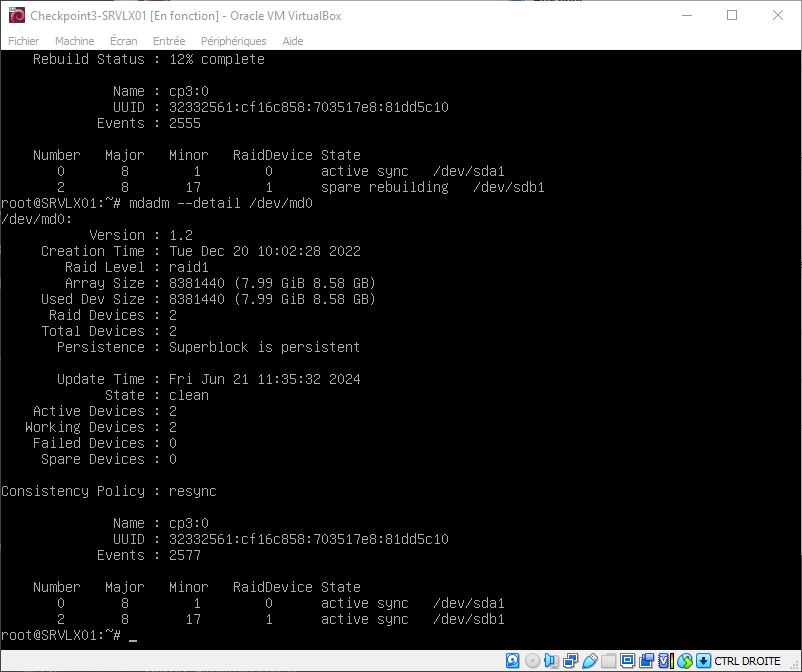 Checkpoint3-SRVLX01 [En fonction] - Oracle VM VirtualBox
Fichier Machine Écran Entrée Périphériques Aide
Rebuild Status : 12% complete
Name : cp3:0
UUID : 32332561:cf16c858:703517e8:81dd5c10
Events : 2555
Number Major Minor RaidDevice State
0 8 1 0 active sync /dev/sda1
2 8 17 1 spare rebuilding /dev/sdb1
root@SRVLX01:~# mdadm --detail /dev/md0
/dev/md0:
Version : 1.2
Creation Time : Tue Dec 20 10:02:28 2022
Raid Level : raid1
Array Size : 8381440 (7.99 GiB 8.58 GB)
Used Dev Size : 8381440 (7.99 GiB 8.58 GB)
Raid Devices : 2
Total Devices : 2
Persistence : Superblock is persistent
Update Time : Fri Jun 21 11:35:32 2024
State : clean
Active Devices : 2
Working Devices : 2
Failed Devices : 0
Spare Devices : 0
Consistency Policy : resync
Name : cp3:0
UUID : 32332561:cf16c858:703517e8:81dd5c10
Events : 2577
Number Major Minor RaidDevice State
0 8 1 0 active sync /dev/sda1
2 8 17 1 active sync /dev/sdb1
root@SRVLX01:~# _
CTRL DROITE